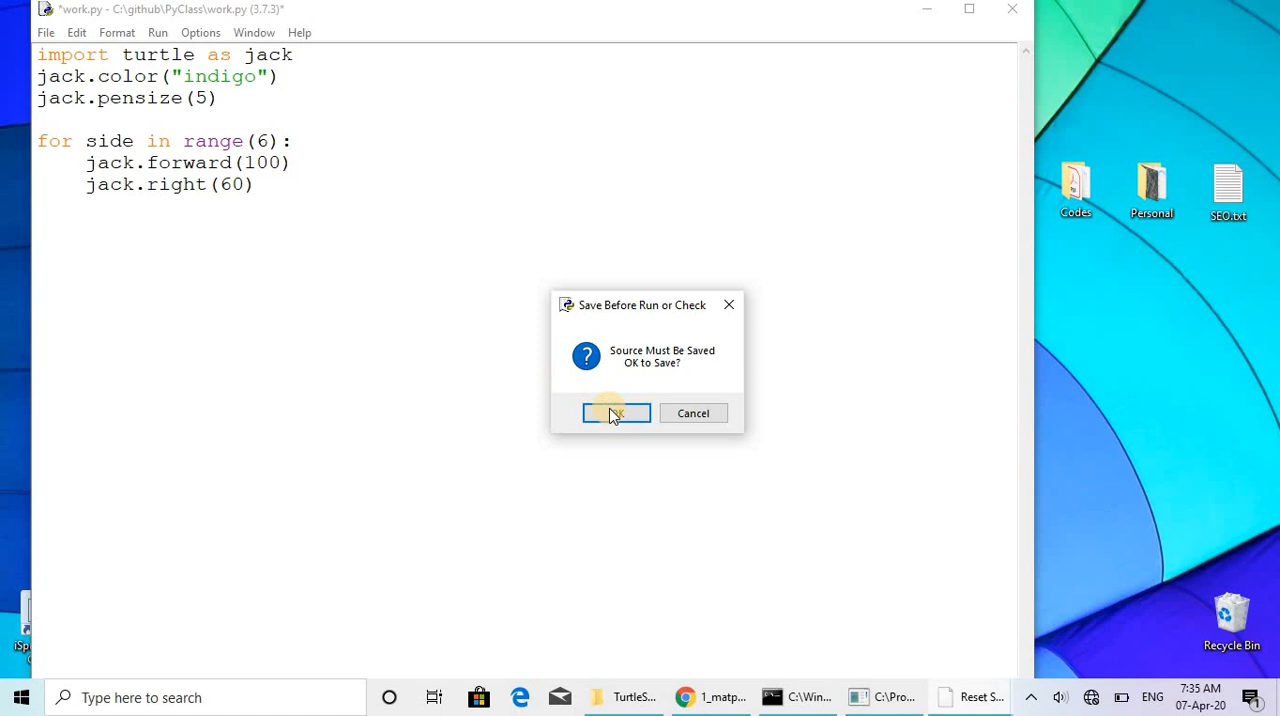 *work.py - C:\github\PyClass\work.py (3.7.3)*
File Edit Format Run Options Window Help
import turtle as jack
jack.color("indigo")
jack.pensize(5)
for side in range(6):
    jack.forward(100)
    jack.right(60)
Save Before Run or Check
Source Must Be Saved
OK to Save?
Cancel
Codes
Personal
SEO.txt
Recycle Bin
iSp
Type here to search
TurtleS...
1_matp...
C:\Win...
C:\Pro...
Reset S...
ENG
7:35 AM
07-Apr-20
1